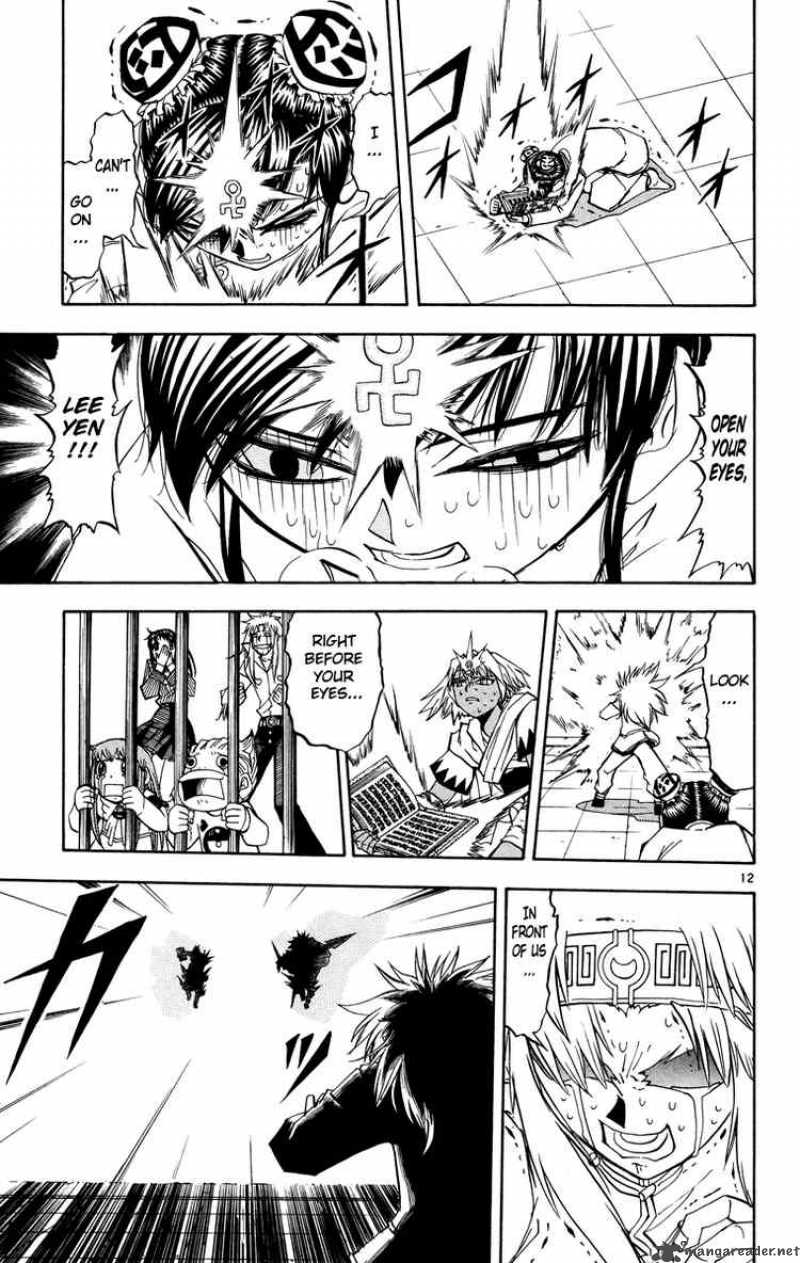 I
...
CAN'T
...
GO
ON
...
OPEN
YOUR
EYES,
LEE
YEN
!!!
LOOK
...
RIGHT
BEFORE
YOUR
EYES...
12
IN
FRONT
OF US
...
mangareader.net